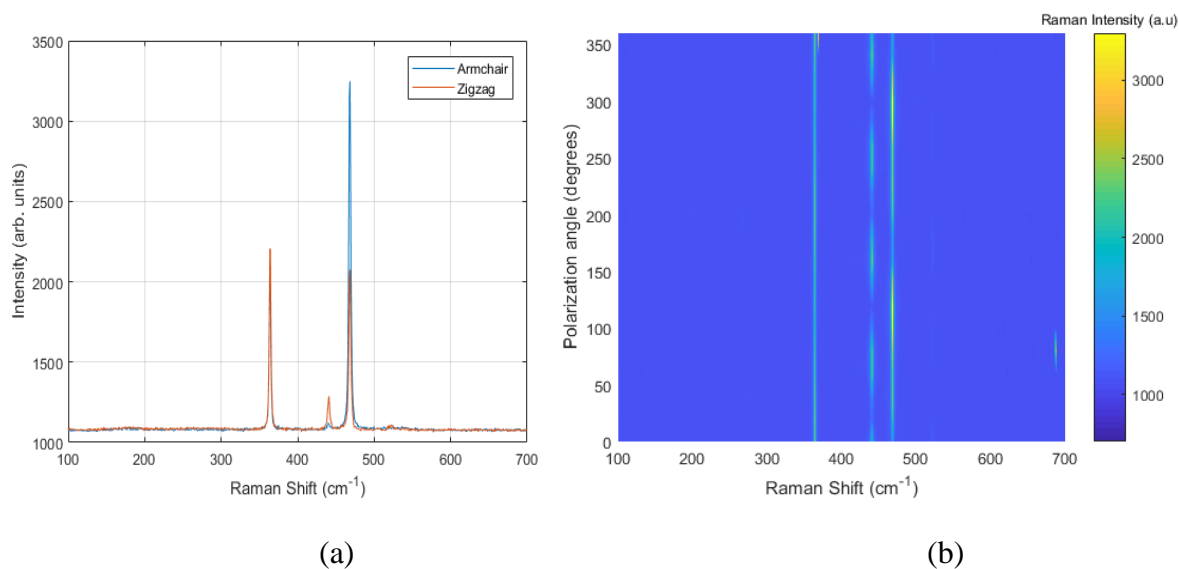 3500
3000
2500
2000
1500
1000
100 200 300 400 500 600 700
Intensity (arb. units)
Raman Shift (cm⁻¹)
Armchair
Zigzag
(a)
Raman Intensity (a.u)
350
300
250
200
150
100
50
0
100 200 300 400 500 600 700
Polarization angle (degrees)
Raman Shift (cm⁻¹)
3000
2500
2000
1500
1000
(b)